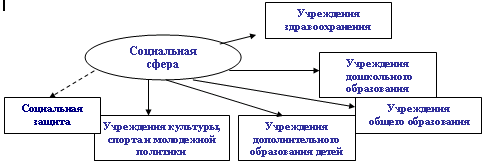 Учреждения
здравоохранения
Социальная
сфера
Учреждения
дошкольного
образования
Социальная
защита
Учреждения культуры,
спорта и молодежной
политики
Учреждения
дополнительного
образования детей
Учреждения
общего образования